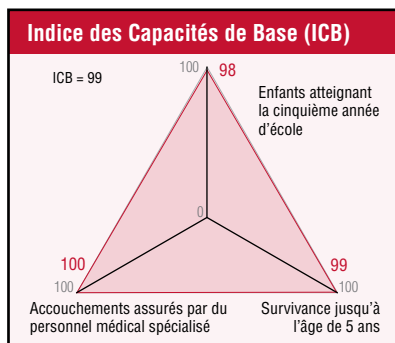 Indice des Capacités de Base (ICB)
ICB = 99
100
98
Enfants atteignant
la cinquième année
d'école
0
100
100
99
100
Accouchements assurés par du
personnel médical spécialisé
Survivance jusqu'à
l'âge de 5 ans